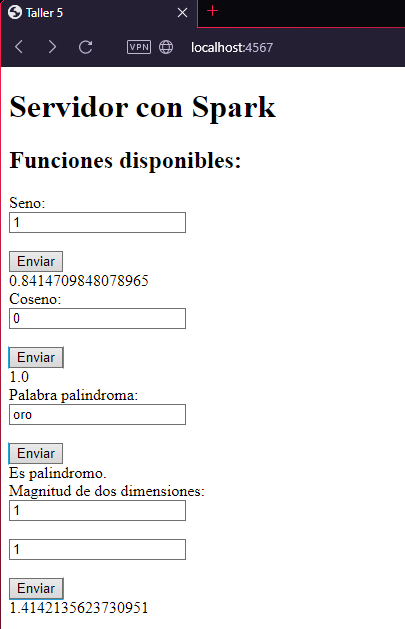 Taller 5
VPN localhost:4567
Servidor con Spark
Funciones disponibles:
Seno:
1
Enviar
0.8414709848078965
Coseno:
0
Enviar
1.0
Palabra palindroma:
oro
Enviar
Es palindromo.
Magnitud de dos dimensiones:
1
1
Enviar
1.4142135623730951